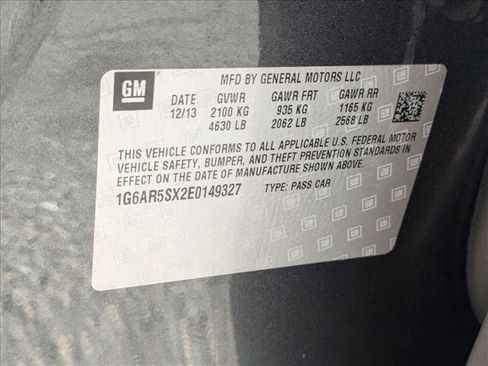 GM
MFD BY GENERAL MOTORS LLC
DATE GVWR GAWR FRT GAWR RR
12/13 2100 KG 935 KG 1165 KG
4630 LB 2062 LB 2568 LB
THIS VEHICLE CONFORMS TO ALL APPLICABLE U.S. FEDERAL MOTOR
VEHICLE SAFETY, BUMPER, AND THEFT PREVENTION STANDARDS IN
EFFECT ON THE DATE OF MANUFACTURE SHOWN ABOVE.
1G6AR5SX2E0149327 TYPE: PASS CAR